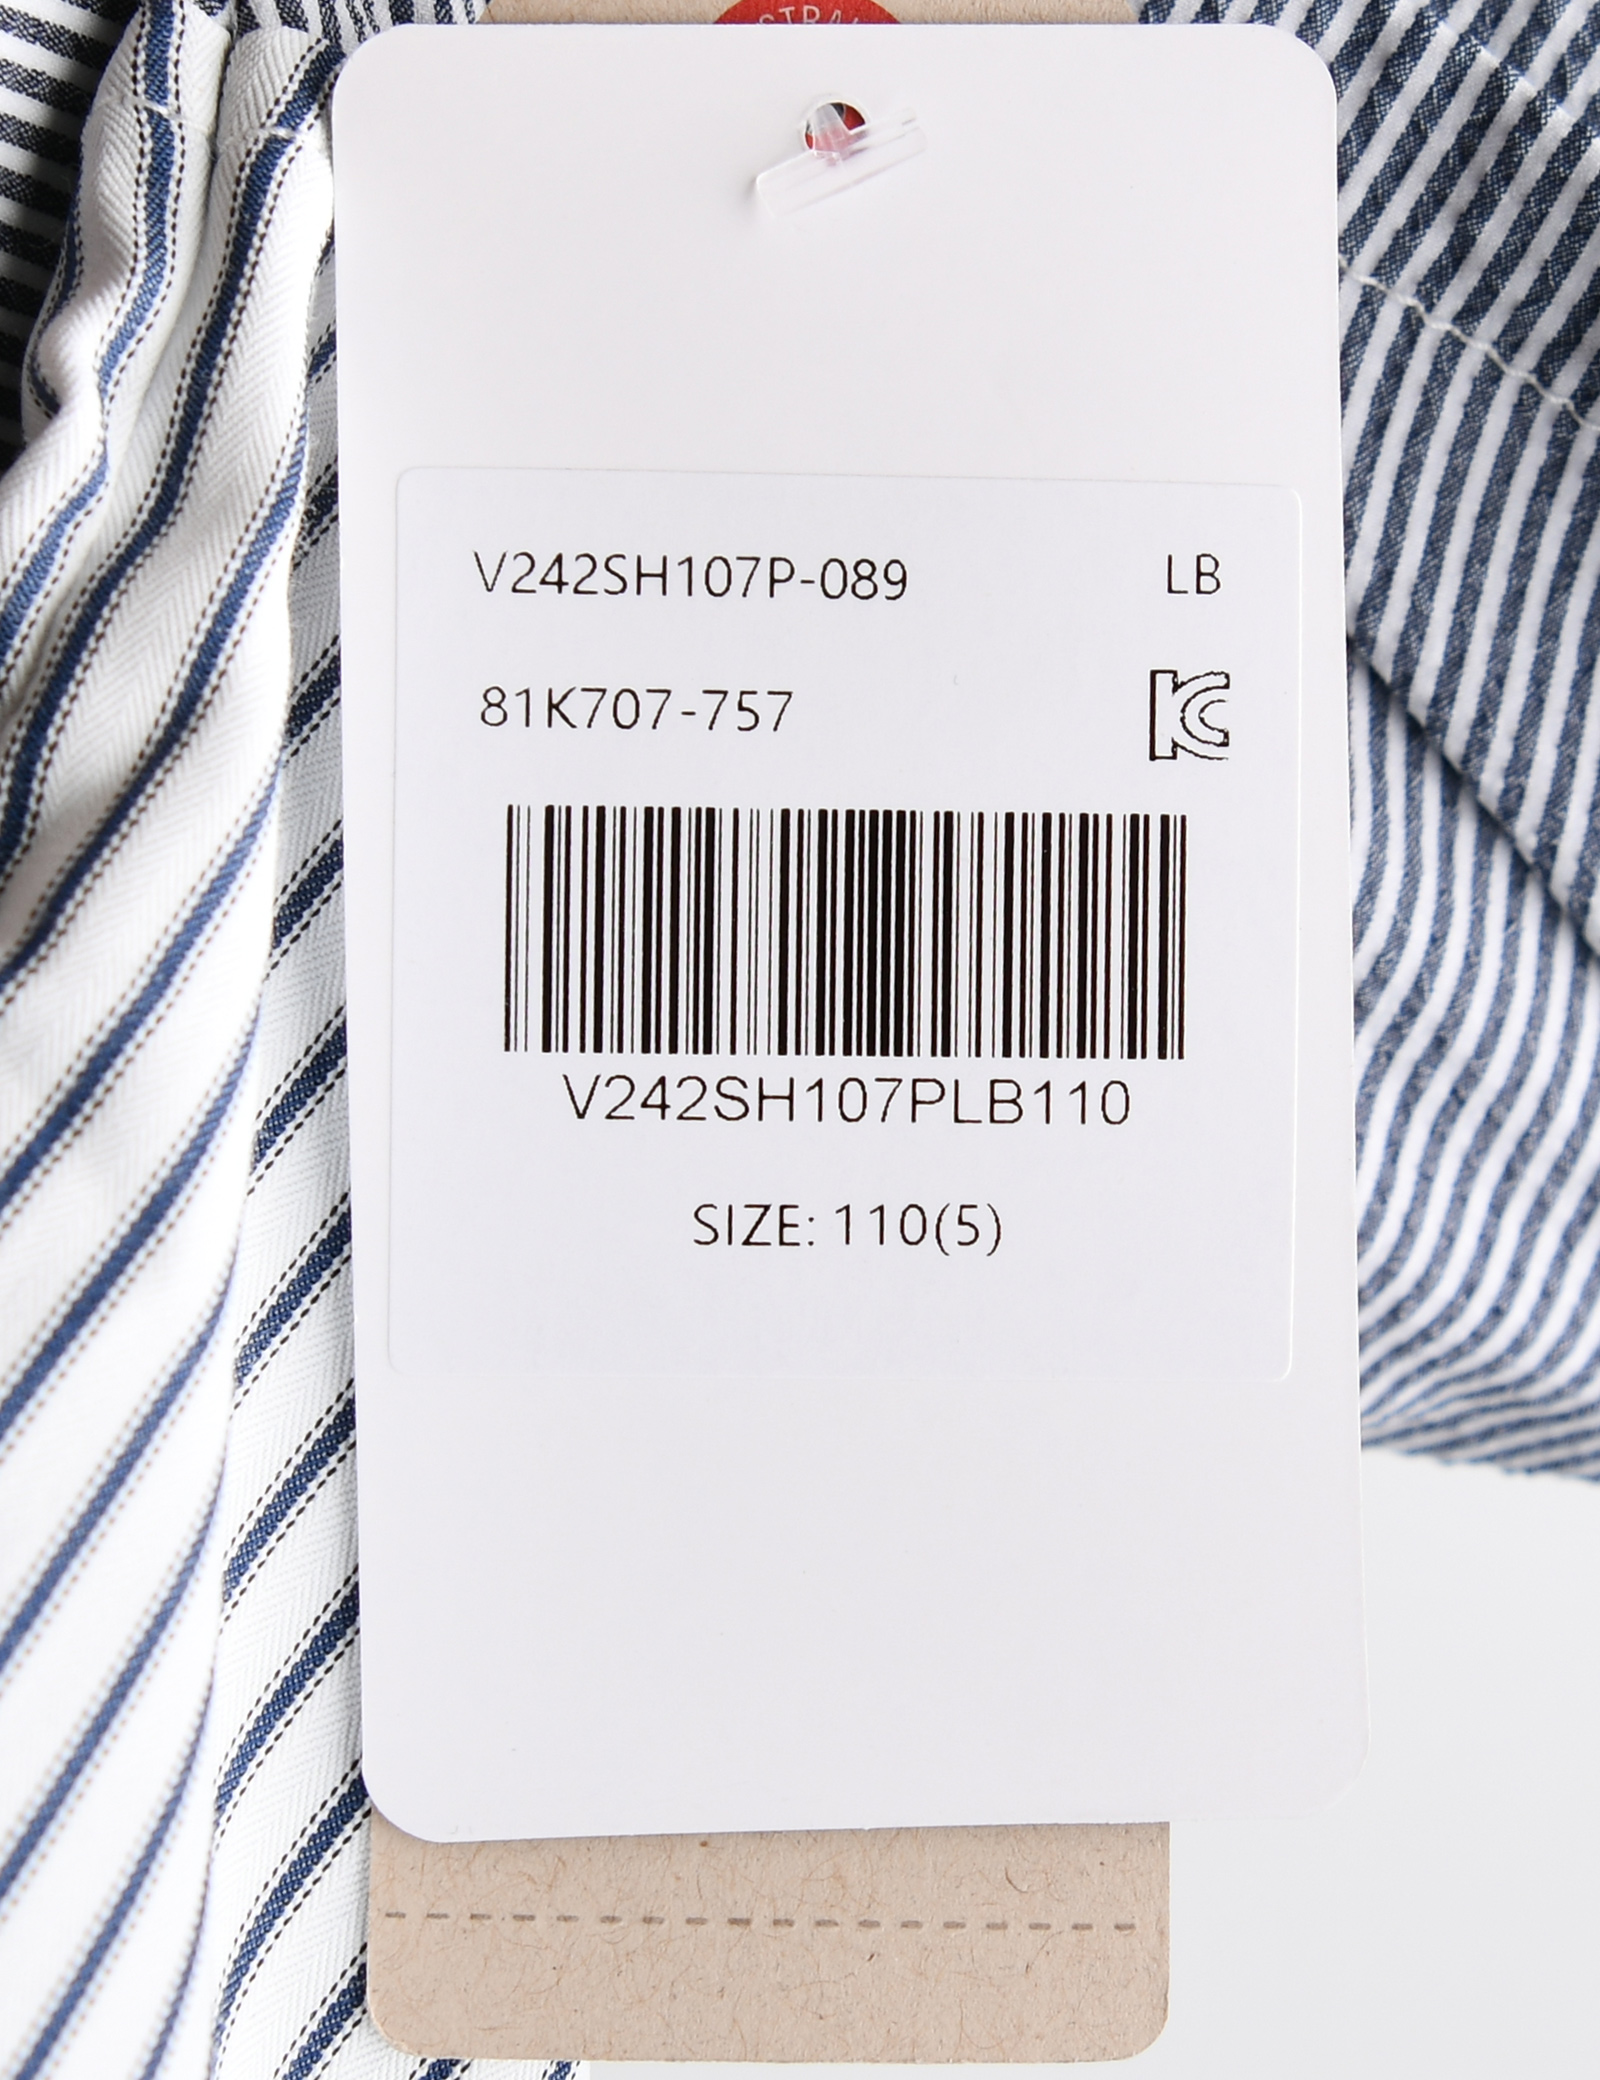 V242SH107P-089 LB
81K707-757
V242SH107PLB110
SIZE: 110(5)